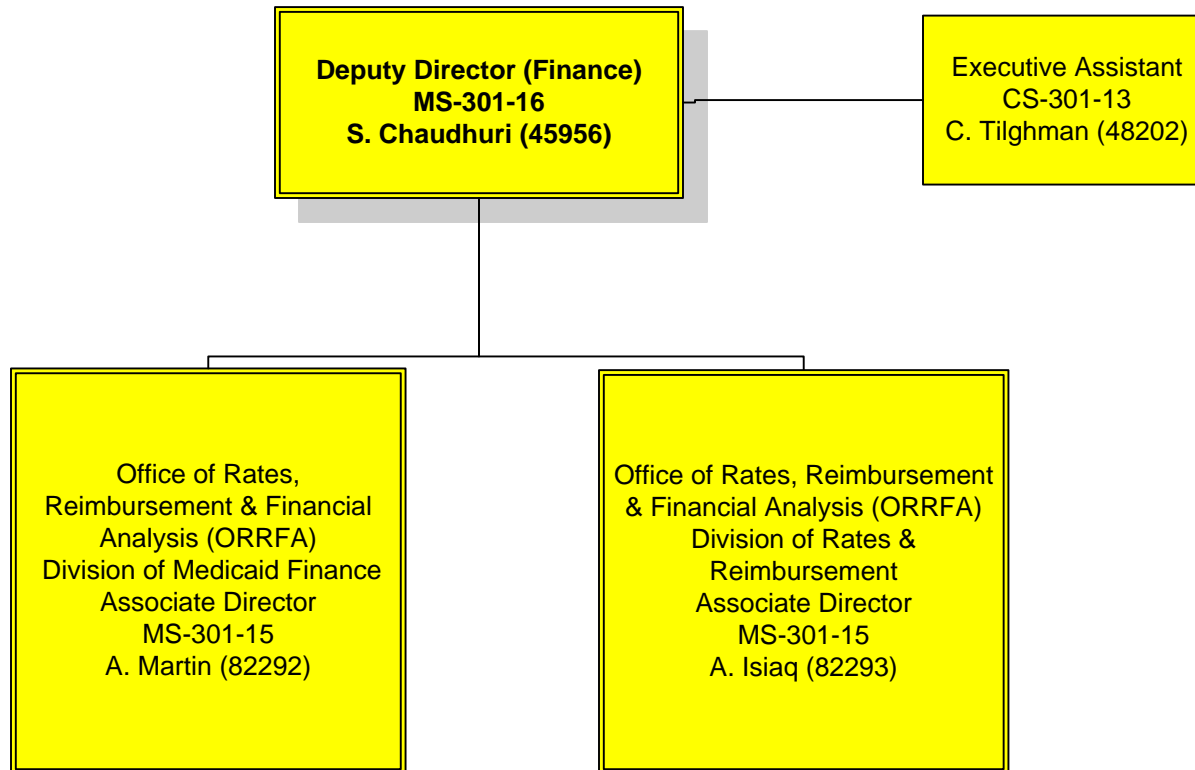 Deputy Director (Finance)
MS-301-16
S. Chaudhuri (45956)
Executive Assistant
CS-301-13
C. Tilghman (48202)
Office of Rates,
Reimbursement & Financial
Analysis (ORRFA)
Division of Medicaid Finance
Associate Director
MS-301-15
A. Martin (82292)
Office of Rates, Reimbursement
& Financial Analysis (ORRFA)
Division of Rates &
Reimbursement
Associate Director
MS-301-15
A. Isiaq (82293)